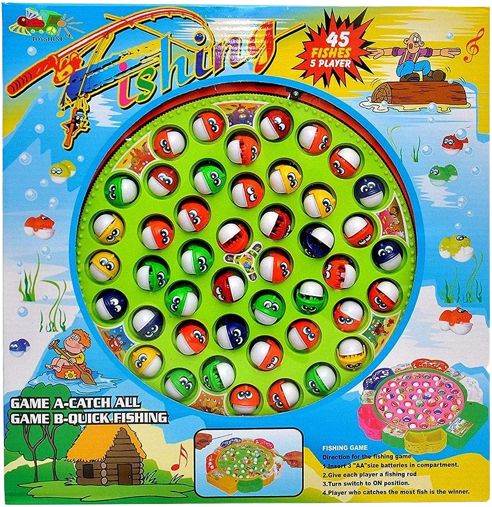 TOYSHINE
Fishing
45
FISHES
5 PLAYER
GAME A-CATCH ALL
GAME B-QUICK FISHING
FISHING GAME
Direction for the fishing game
1.Insert 3 "AA"size batteries in compartment.
2.Give each player a fishing rod
3.Turn switch to ON position.
4.Player who catches the most fish is the winner.